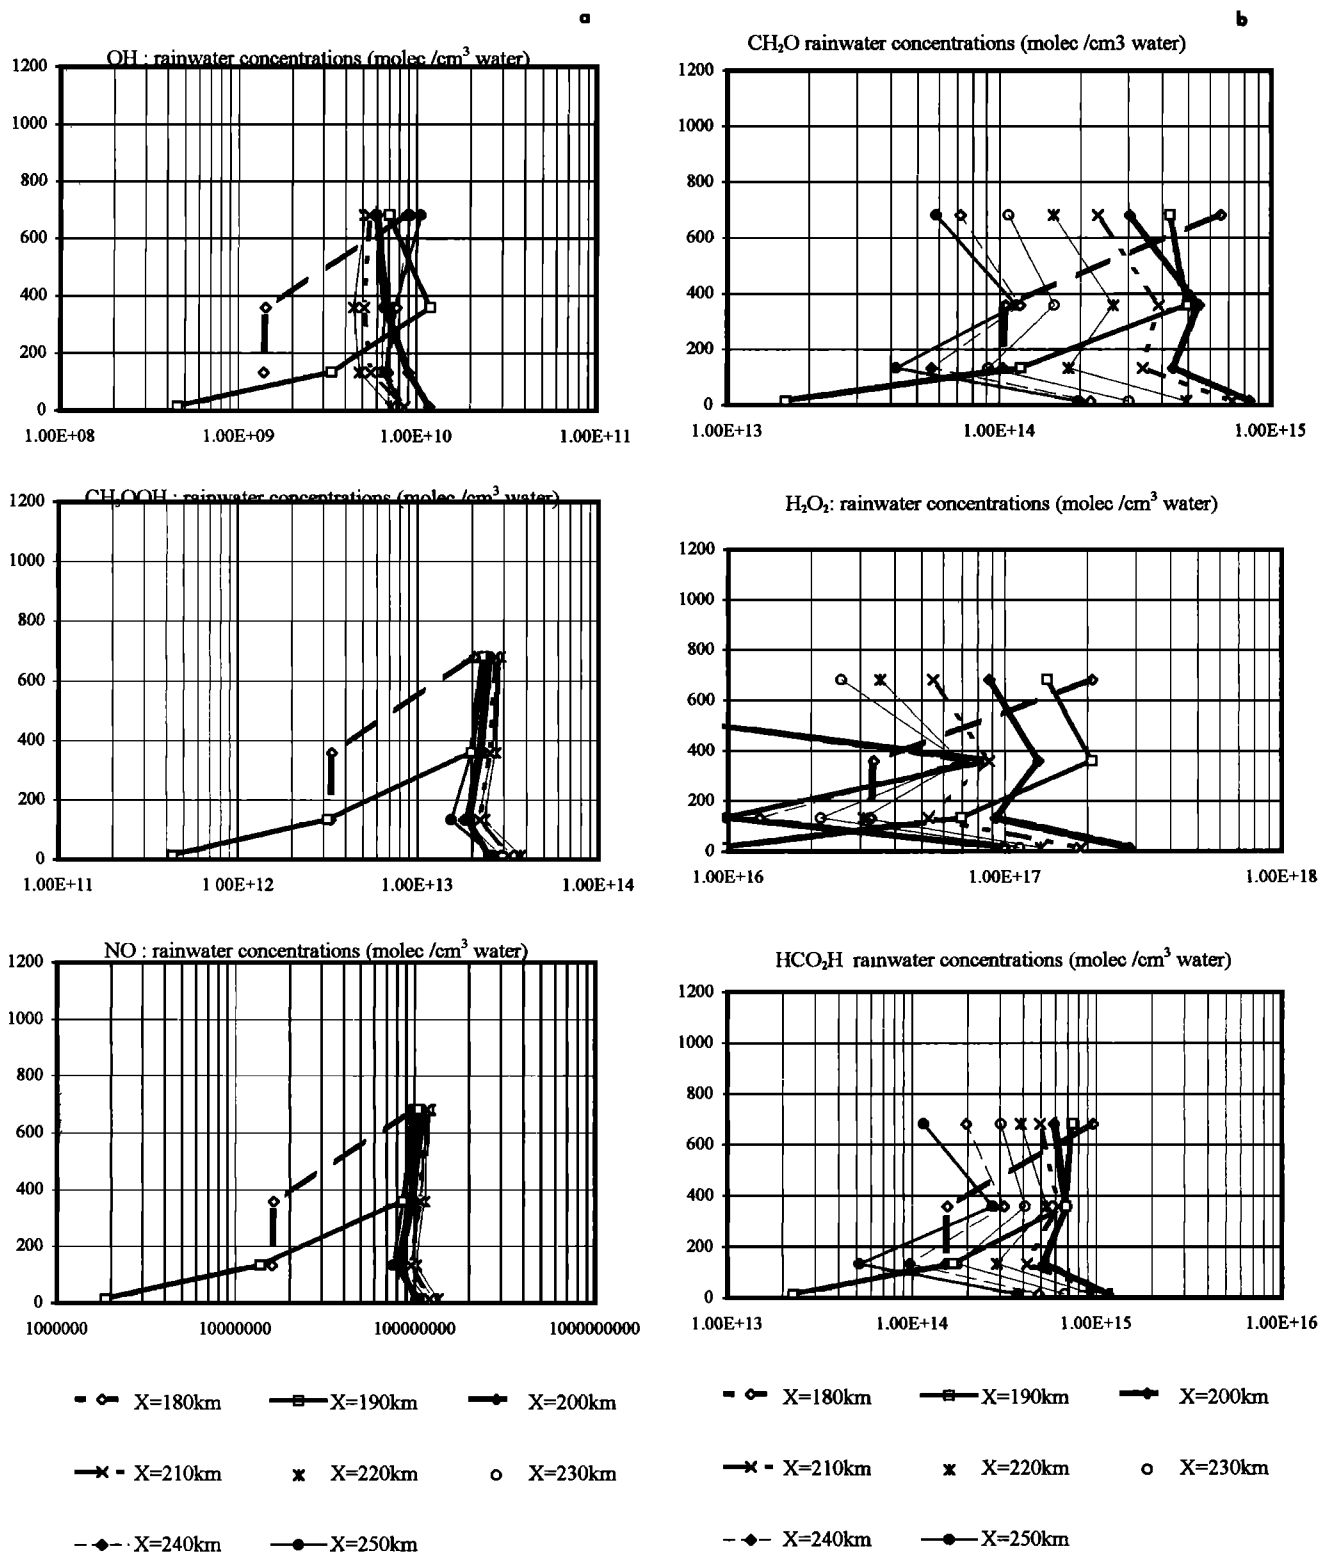 a
OH : rainwater concentrations (molec /cm³ water)
1200
1000
800
600
400
200
0
1.00E+08 1.00E+09 1.00E+10 1.00E+11
CH₃OOH : rainwater concentrations (molec /cm³ water)
1200
1000
800
600
400
200
0
1.00E+11 1 00E+12 1.00E+13 1.00E+14
NO : rainwater concentrations (molec /cm³ water)
1200
1000
800
600
400
200
0
1000000 10000000 100000000 1000000000
X=180km X=190km X=200km
X=210km X=220km X=230km
X=240km X=250km
b
CH₂O rainwater concentrations (molec /cm3 water)
1200
1000
800
600
400
200
0
1.00E+13 1.00E+14 1.00E+15
H₂O₂: rainwater concentrations (molec /cm³ water)
1200
1000
800
600
400
200
0
1.00E+16 1.00E+17 1.00E+18
HCO₂H rainwater concentrations (molec /cm³ water)
1200
1000
800
600
400
200
0
1.00E+13 1.00E+14 1.00E+15 1.00E+16
X=180km X=190km X=200km
X=210km X=220km X=230km
X=240km X=250km